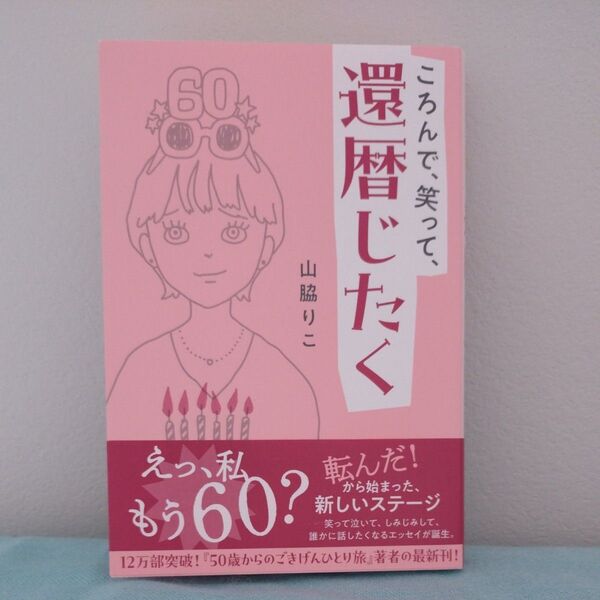 ころんで、笑って、
還暦じたく
山脇りこ
60
えっ、私
もう60?
転んだ!
から始まった、
新しいステージ
笑って泣いて、しみじみして、
誰かに話したくなるエッセイが誕生。
12万部突破!『50歳からのごきげんひとり旅』著者の最新刊!